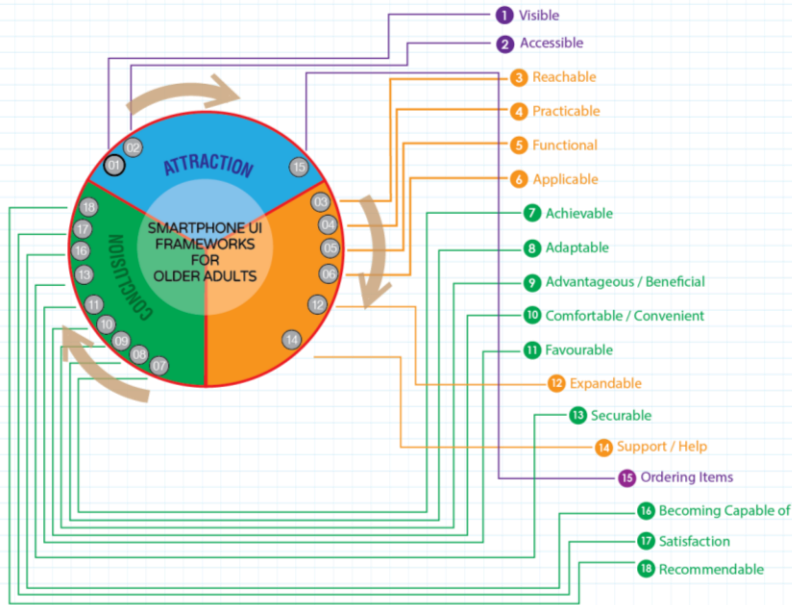 1 Visible
2 Accessible
3 Reachable
4 Practicable
5 Functional
6 Applicable
7 Achievable
8 Adaptable
9 Advantageous / Beneficial
10 Comfortable / Convenient
11 Favourable
12 Expandable
13 Securable
14 Support / Help
15 Ordering Items
16 Becoming Capable of
17 Satisfaction
18 Recommendable
ATTRACTION
01
02
15
03
04
05
06
12
14
SMARTPHONE UI
FRAMEWORKS
FOR
OLDER ADULTS
CONCLUISION
18
17
16
13
11
10
09
08
07